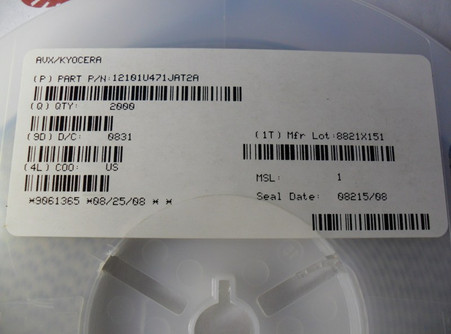 AVX/KYOCERA
(P) PART P/N:12101U471JAT2A
(Q) QTY: 2000
(9D) D/C: 0831
(1T) Mfr Lot:8821X151
(4L) COO: US
MSL: 1
*9061365 *08/25/08 * *
Seal Date: 08215/08